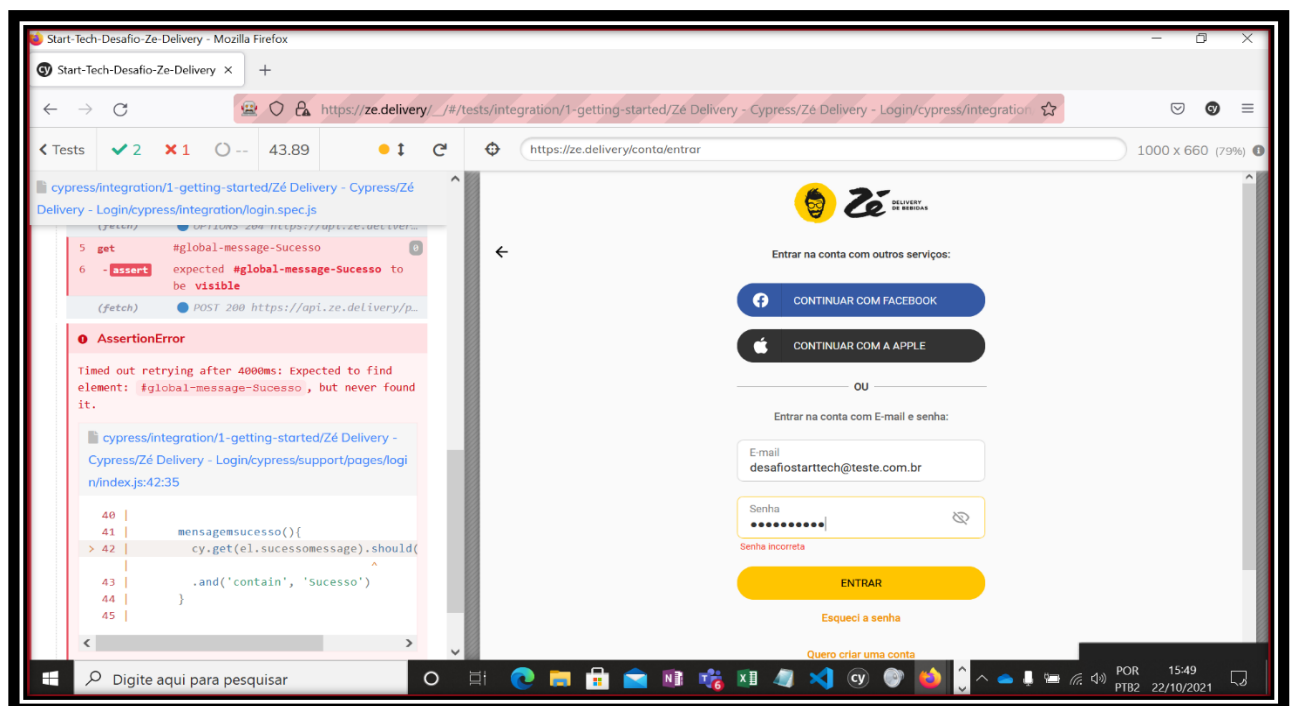 Start-Tech-Desafio-Ze-Delivery - Mozilla Firefox
Start-Tech-Desafio-Ze-Delivery
https://ze.delivery/__/#/tests/integration/1-getting-started/Zé Delivery - Cypress/Zé Delivery - Login/cypress/integration
< Tests 2 1 -- 43.89
https://ze.delivery/conta/entrar
1000 x 660 (79%)
cypress/integration/1-getting-started/Zé Delivery - Cypress/Zé
Delivery - Login/cypress/integration/login.spec.js
(fetch) OPTIONS 204 https://api.ze.deliver…
5 get #global-message-Sucesso 0
6 -assert expected #global-message-Sucesso to
be visible
(fetch) POST 200 https://api.ze.delivery/p…
AssertionError
Timed out retrying after 4000ms: Expected to find
element: #global-message-Sucesso, but never found
it.
cypress/integration/1-getting-started/Zé Delivery -
Cypress/Zé Delivery - Login/cypress/support/pages/logi
n/index.js:42:35
40 |
41 | mensagemsucesso(){
> 42 | cy.get(el.sucessomessage).should(
| ^
43 | .and('contain', 'Sucesso')
44 | }
45 |
Zé DELIVERY
DE BEBIDAS
Entrar na conta com outros serviços:
CONTINUAR COM FACEBOOK
CONTINUAR COM A APPLE
OU
Entrar na conta com E-mail e senha:
E-mail
desafiostarttech@teste.com.br
Senha
••••••••••
Senha incorreta
ENTRAR
Esqueci a senha
Quero criar uma conta
Digite aqui para pesquisar
POR 15:49
PTB2 22/10/2021